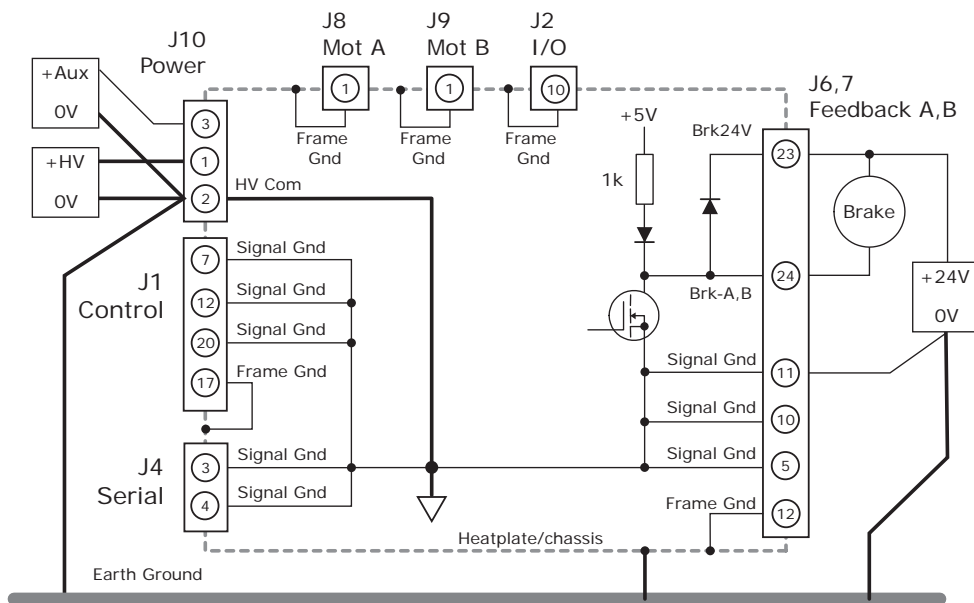 J10
Power
J8
Mot A
J9
Mot B
J2
I/O
J6,7
Feedback A,B
+Aux
0V
+HV
0V
3
1
2
HV Com
1
Frame
Gnd
1
Frame
Gnd
10
Frame
Gnd
+5V
1k
Brk24V
23
Brake
24
Brk-A,B
+24V
0V
J1
Control
7
Signal Gnd
12
Signal Gnd
20
Signal Gnd
17
Frame Gnd
Signal Gnd
11
Signal Gnd
10
Signal Gnd
5
Frame Gnd
12
J4
Serial
3
Signal Gnd
4
Signal Gnd
Heatplate/chassis
Earth Ground